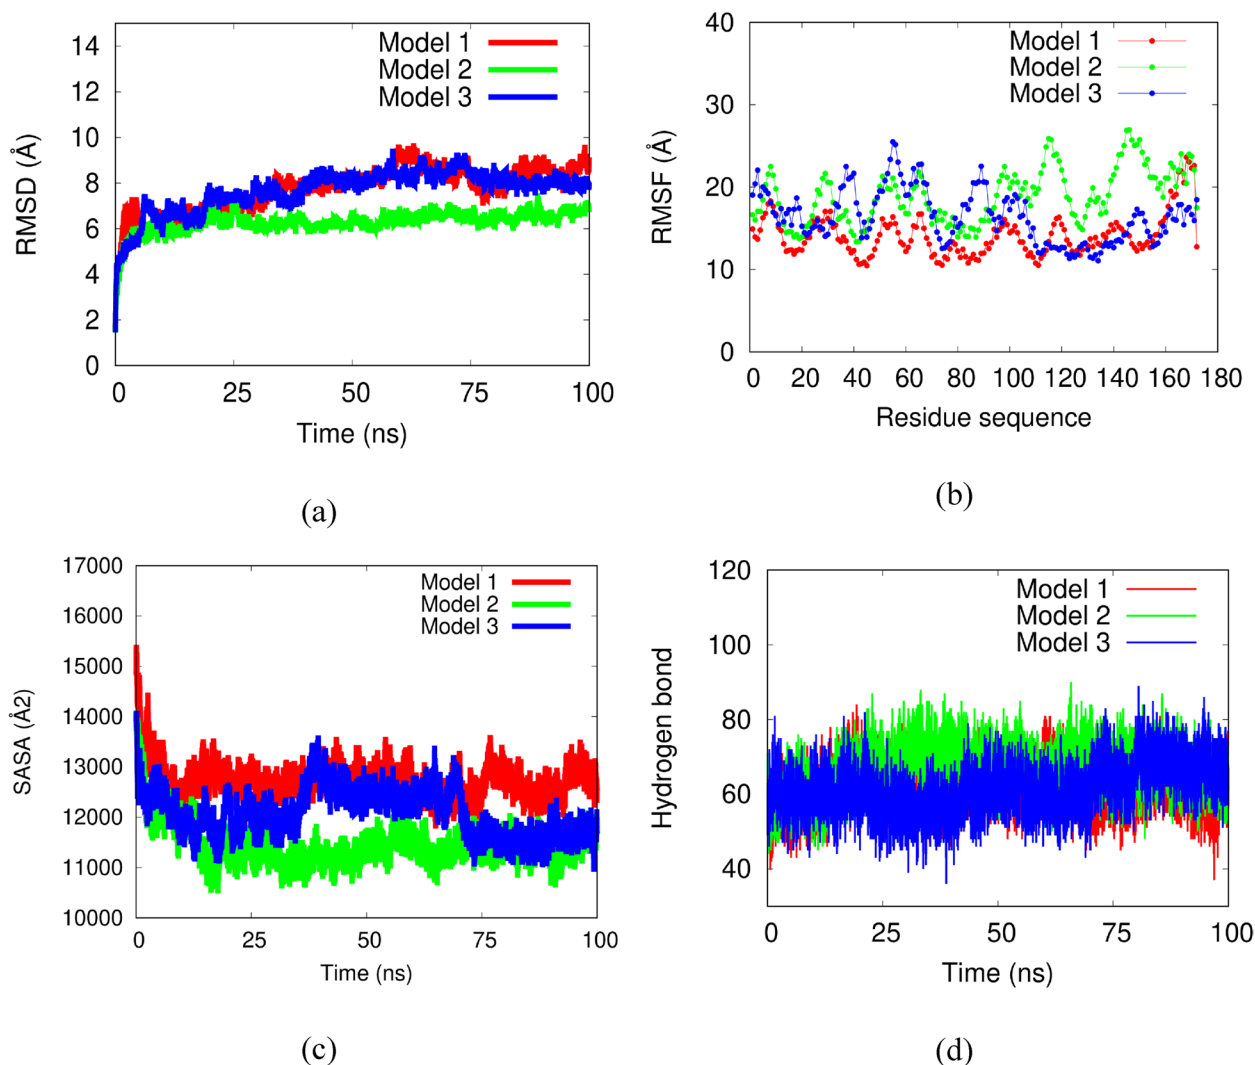 14
12
10
8
6
4
2
0
RMSD (Å)
Model 1
Model 2
Model 3
0 25 50 75 100
Time (ns)
(a)
40
30
20
10
0
RMSF (Å)
Model 1
Model 2
Model 3
0 20 40 60 80 100 120 140 160 180
Residue sequence
(b)
17000
16000
15000
14000
13000
12000
11000
10000
SASA (Å2)
Model 1
Model 2
Model 3
0 25 50 75 100
Time (ns)
(c)
120
100
80
60
40
Hydrogen bond
Model 1
Model 2
Model 3
0 25 50 75 100
Time (ns)
(d)